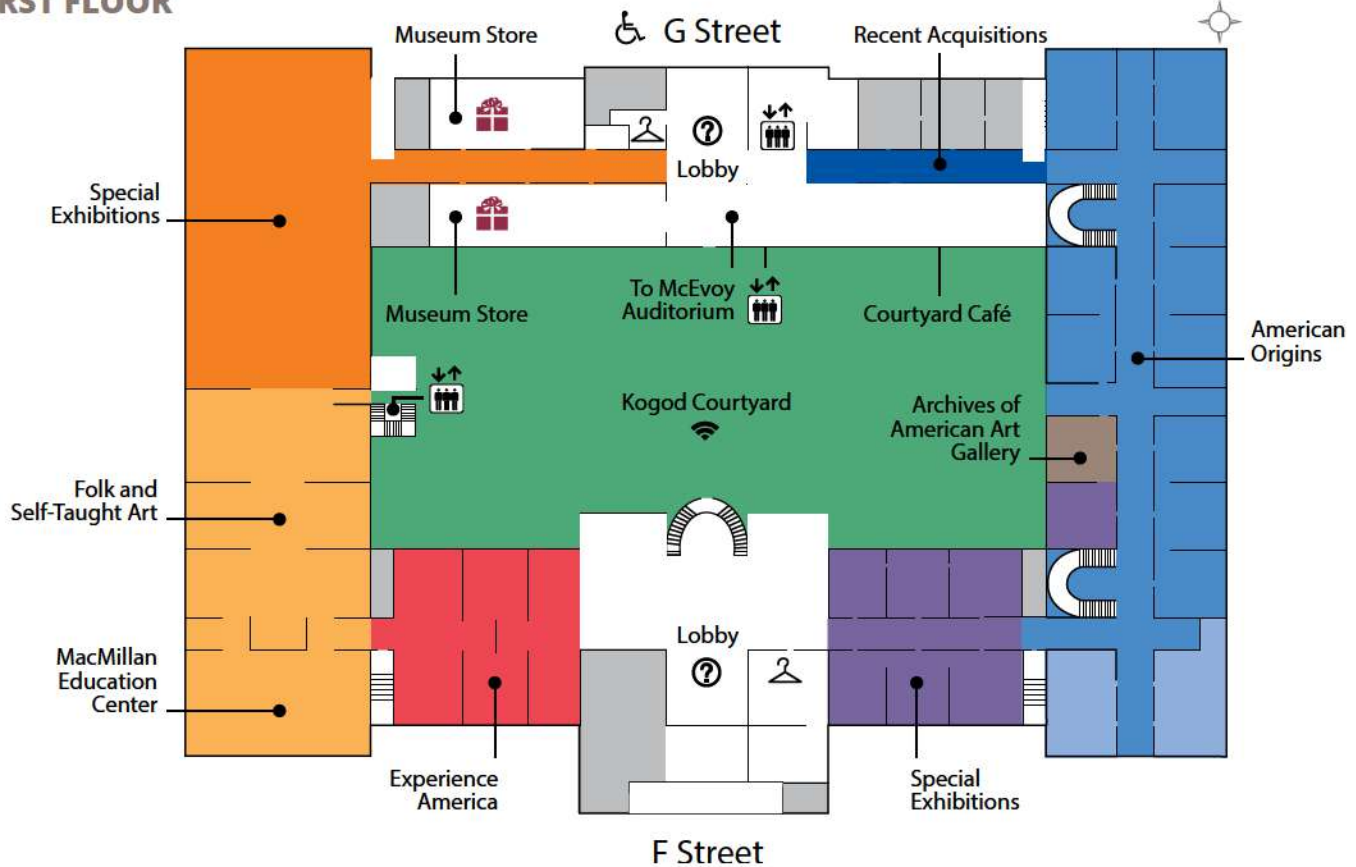 RST FLOOR
Museum Store
G Street
Recent Acquisitions
?
Lobby
Special
Exhibitions
To McEvoy
Auditorium
Museum Store
Courtyard Café
American
Origins
Kogod Courtyard
Archives of
American Art
Gallery
Folk and
Self-Taught Art
Lobby
?
MacMillan
Education
Center
Experience
America
Special
Exhibitions
F Street